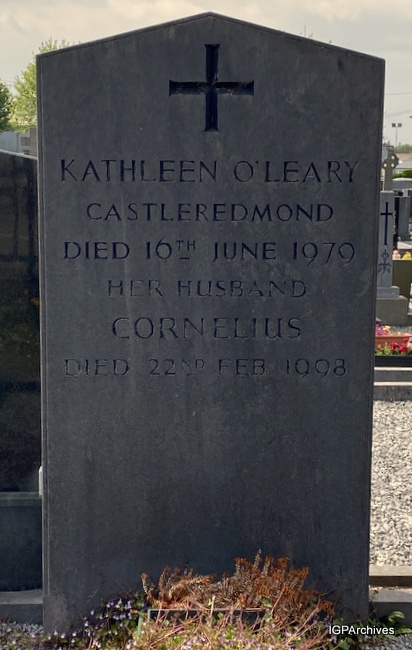 KATHLEEN O'LEARY
CASTLEREDMOND
DIED 16TH JUNE 1979
HER HUSBAND
CORNELIUS
DIED 22ND FEB 1998
IGPArchives